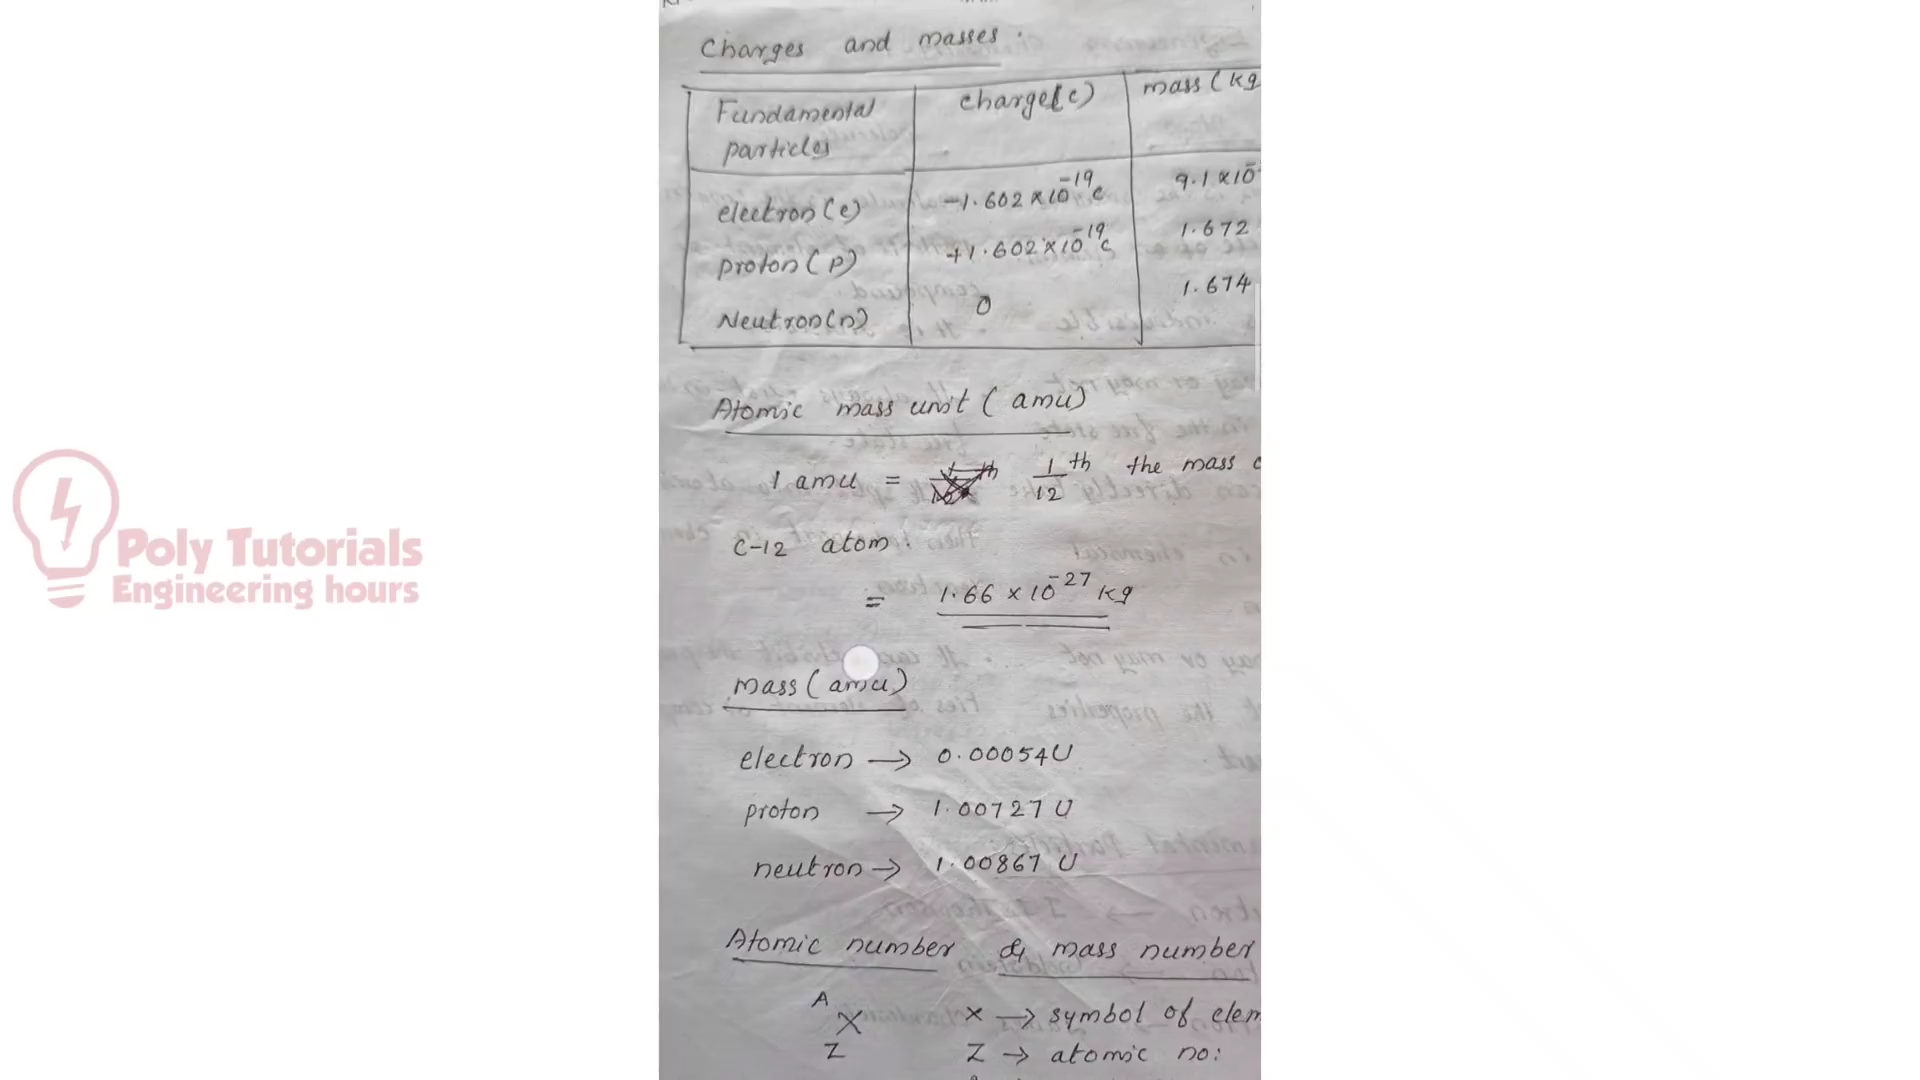 Charges and masses.
Fundamental particles
charge(c)
mass (kg
electron(e)
-1.602 x 10^-19 c
9.1 x 10^-
proton (p)
+1.602 x 10^-19 c
1.672
Neutron(n)
0
1.674
Atomic mass unit (amu)
1 amu = 1/12 th the mass
C-12 atom.
= 1.66 x 10^-27 kg
mass (amu)
electron → 0.00054U
proton → 1.00727 U
neutron → 1.00867 U
Atomic number & mass number
A
X
Z
x → symbol of elem
Z → atomic no:
Poly Tutorials
Engineering hours